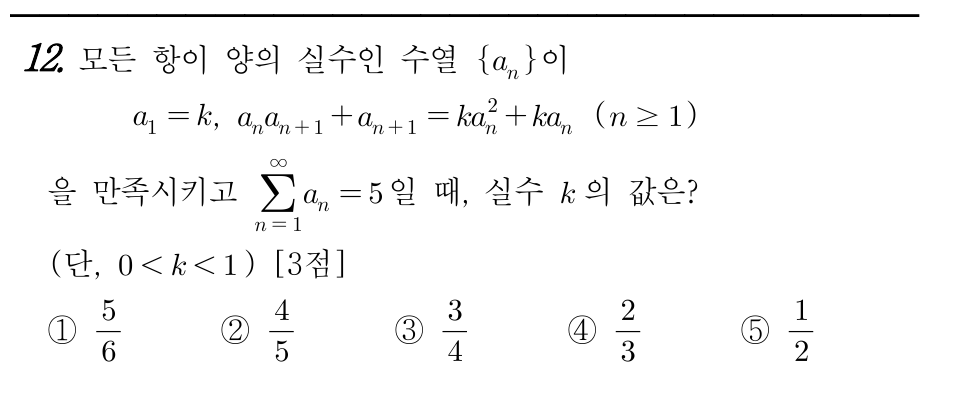 12. 모든 항이 양의 실수인 수열 {aₙ}이
a₁ = k, aₙaₙ₊₁ + aₙ₊₁ = kaₙ² + kaₙ (n ≥ 1)
을 만족시키고 ∑_{n=1}^{∞} aₙ = 5일 때, 실수 k의 값은?
(단, 0 < k < 1) [3점]
① 5/6 ② 4/5 ③ 3/4 ④ 2/3 ⑤ 1/2